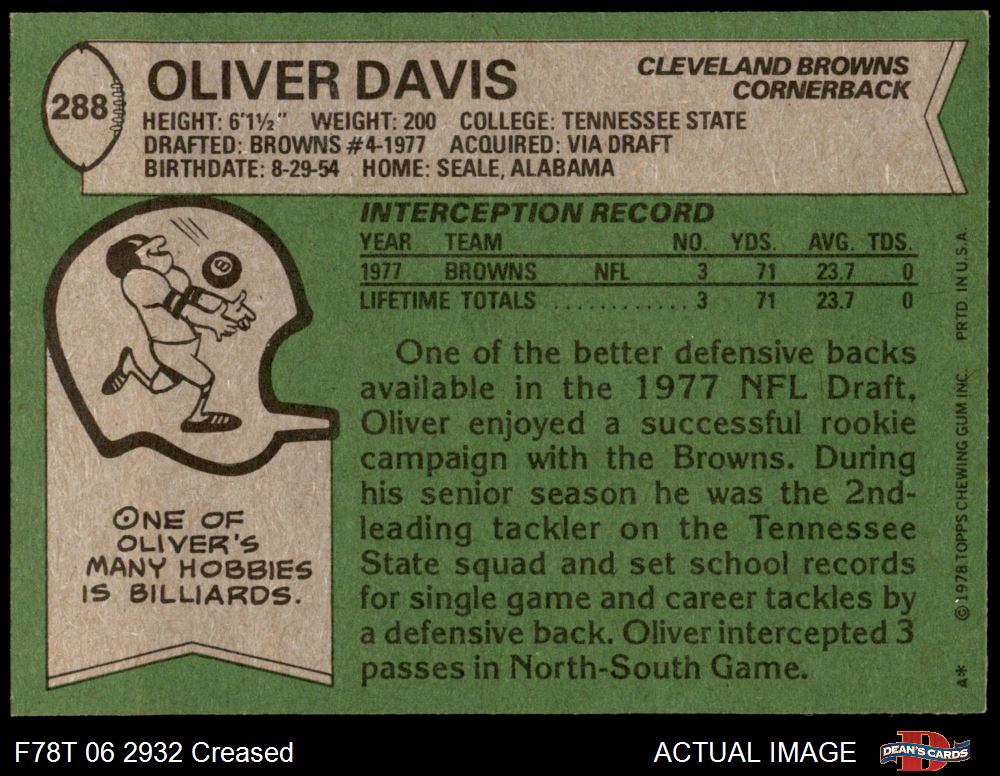 288
OLIVER DAVIS
CLEVELAND BROWNS
CORNERBACK
HEIGHT: 6'1½" WEIGHT: 200 COLLEGE: TENNESSEE STATE
DRAFTED: BROWNS #4-1977 ACQUIRED: VIA DRAFT
BIRTHDATE: 8-29-54 HOME: SEALE, ALABAMA
INTERCEPTION RECORD
YEAR TEAM NO. YDS. AVG. TDS.
1977 BROWNS NFL 3 71 23.7 0
LIFETIME TOTALS ............ 3 71 23.7 0
8
ONE OF
OLIVER'S
MANY HOBBIES
IS BILLIARDS.
One of the better defensive backs
available in the 1977 NFL Draft,
Oliver enjoyed a successful rookie
campaign with the Browns. During
his senior season he was the 2nd-
leading tackler on the Tennessee
State squad and set school records
for single game and career tackles by
a defensive back. Oliver intercepted 3
passes in North-South Game.
A* © 1978 TOPPS CHEWING GUM INC. PRTD. IN U.S.A.
F78T 06 2932 Creased
ACTUAL IMAGE
D
DEAN'S CARDS